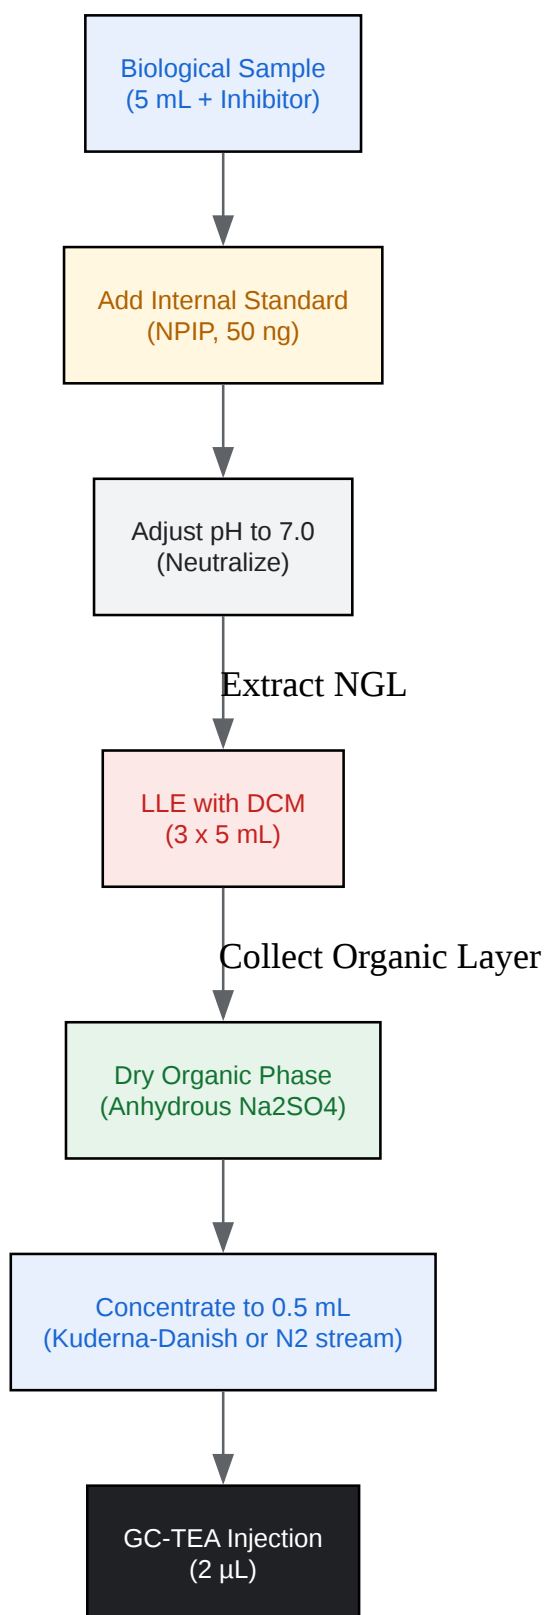 Biological Sample
(5 mL + Inhibitor)
Add Internal Standard
(NPIP, 50 ng)
Adjust pH to 7.0
(Neutralize)
Extract NGL
LLE with DCM
(3 x 5 mL)
Collect Organic Layer
Dry Organic Phase
(Anhydrous Na2SO4)
Concentrate to 0.5 mL
(Kuderna-Danish or N2 stream)
GC-TEA Injection
(2 µL)